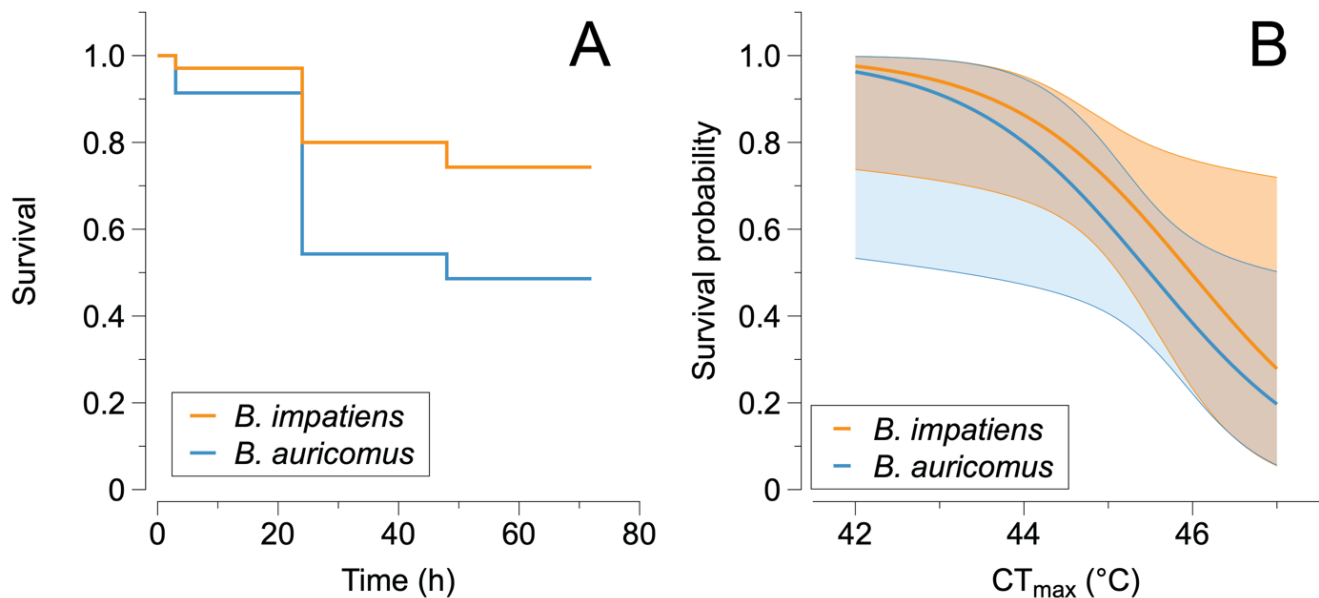 A
Survival
1.0
0.8
0.6
0.4
0.2
0
B. impatiens
B. auricomus
0 20 40 60 80
Time (h)
B
Survival probability
1.0
0.8
0.6
0.4
0.2
0
B. impatiens
B. auricomus
42 44 46
CTmax (°C)